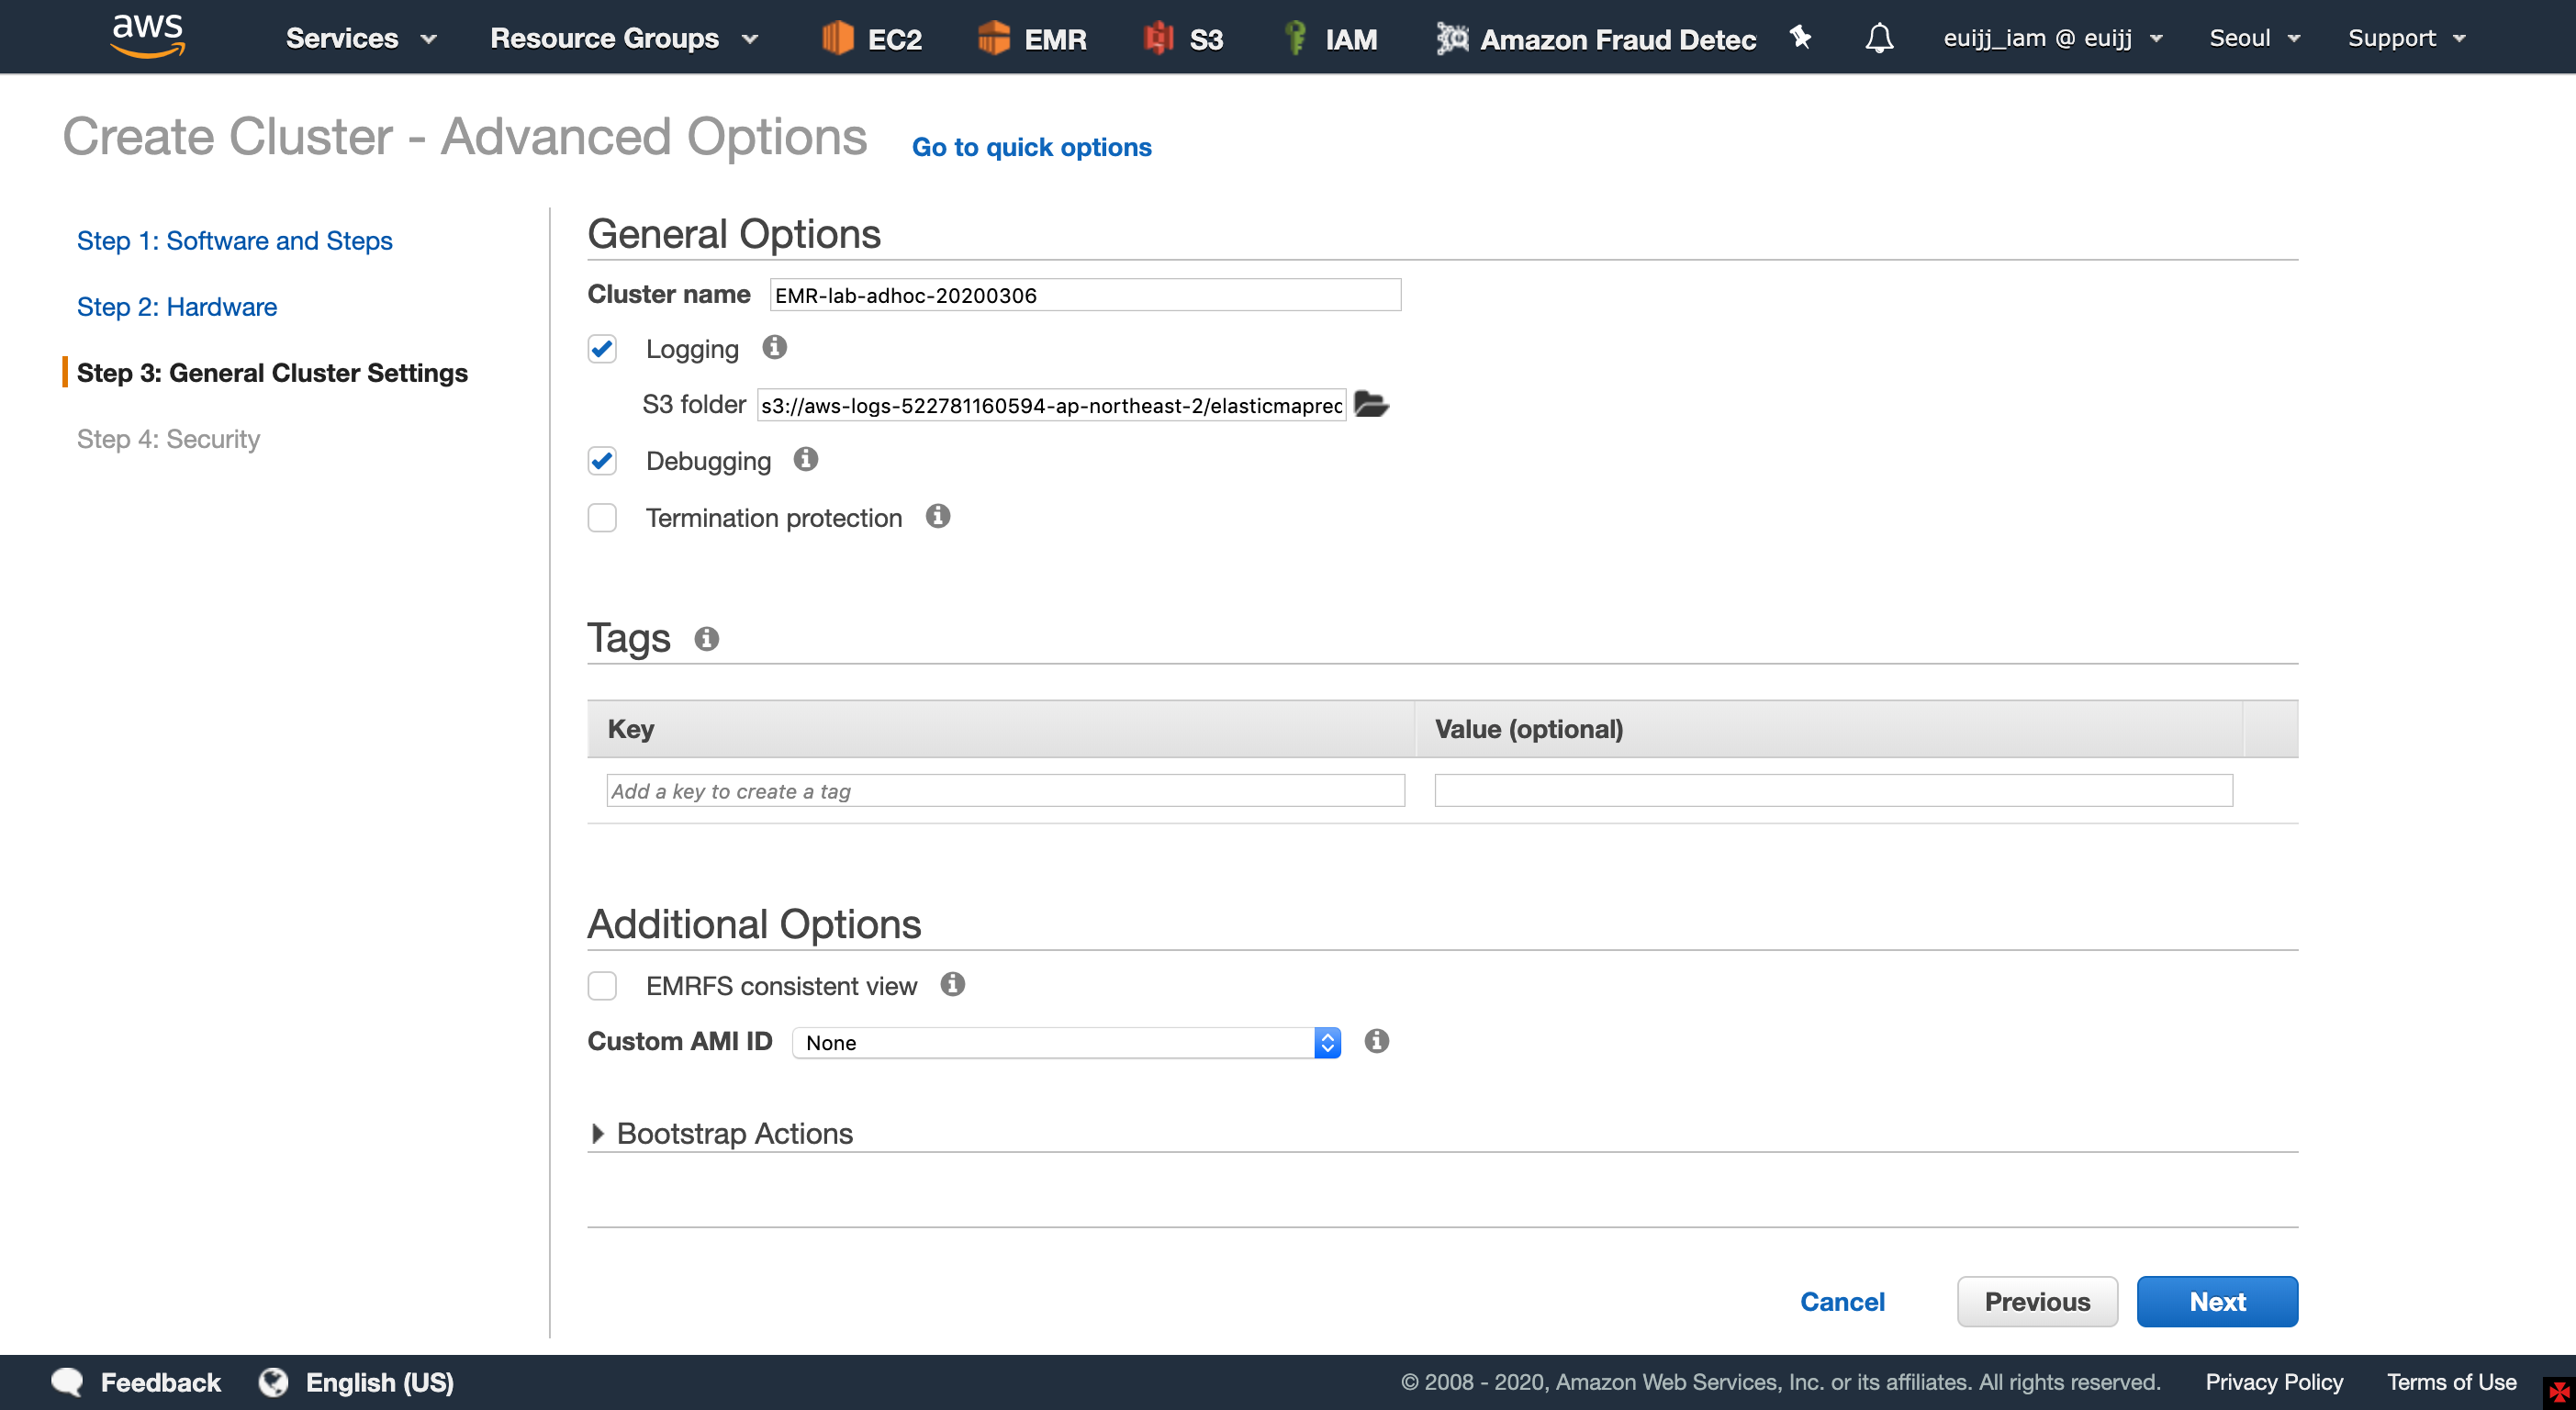 aws Services Resource Groups EC2 EMR S3 IAM Amazon Fraud Detec euijj_iam @ euijj Seoul Support
Create Cluster - Advanced Options Go to quick options
Step 1: Software and Steps
Step 2: Hardware
Step 3: General Cluster Settings
Step 4: Security
General Options
Cluster name EMR-lab-adhoc-20200306
Logging
S3 folder s3://aws-logs-522781160594-ap-northeast-2/elasticmaprec
Debugging
Termination protection
Tags
Key Value (optional)
Add a key to create a tag
Additional Options
EMRFS consistent view
Custom AMI ID None
Bootstrap Actions
Cancel Previous Next
Feedback English (US) © 2008 - 2020, Amazon Web Services, Inc. or its affiliates. All rights reserved. Privacy Policy Terms of Use